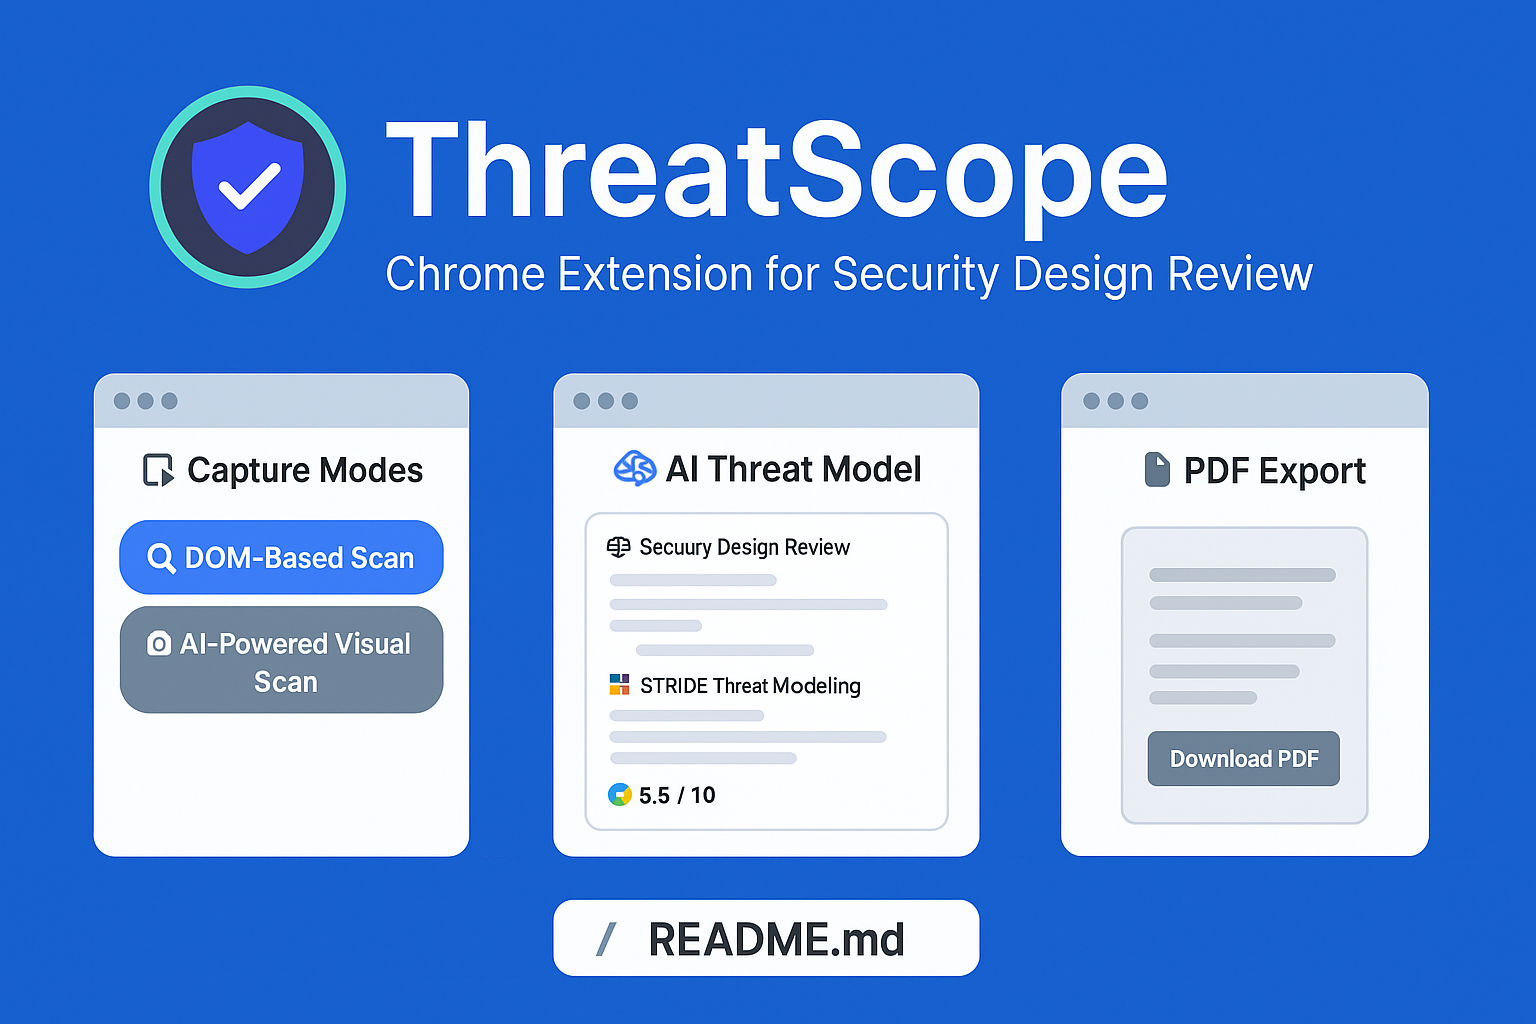 ThreatScope
Chrome Extension for Security Design Review
Capture Modes
DOM-Based Scan
AI-Powered Visual
Scan
AI Threat Model
Secuury Design Review
STRIDE Threat Modeling
5.5 / 10
PDF Export
Download PDF
/ README.md